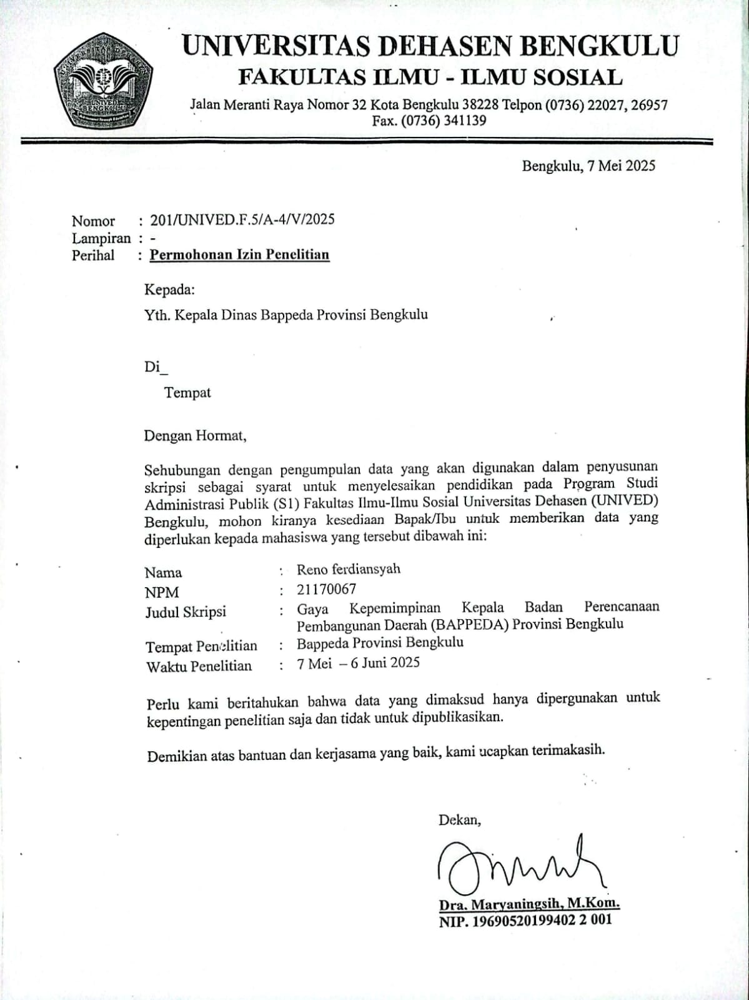 UNIVERSITAS DEHASEN BENGKULU
FAKULTAS ILMU - ILMU SOSIAL
Jalan Meranti Raya Nomor 32 Kota Bengkulu 38228 Telpon (0736) 22027, 26957
Fax. (0736) 341139
UNIVED
BENGKULU
Bengkulu, 7 Mei 2025
Nomor : 201/UNIVED.F.5/A-4/V/2025
Lampiran : -
Perihal : Permohonan Izin Penelitian
Kepada:
Yth. Kepala Dinas Bappeda Provinsi Bengkulu
Di_
Tempat
Dengan Hormat,
Sehubungan dengan pengumpulan data yang akan digunakan dalam penyusunan
skripsi sebagai syarat untuk menyelesaikan pendidikan pada Program Studi
Administrasi Publik (S1) Fakultas Ilmu-Ilmu Sosial Universitas Dehasen (UNIVED)
Bengkulu, mohon kiranya kesediaan Bapak/Ibu untuk memberikan data yang
diperlukan kepada mahasiswa yang tersebut dibawah ini:
Nama : Reno ferdiansyah
NPM : 21170067
Judul Skripsi : Gaya Kepemimpinan Kepala Badan Perencanaan
Pembangunan Daerah (BAPPEDA) Provinsi Bengkulu
Tempat Penelitian : Bappeda Provinsi Bengkulu
Waktu Penelitian : 7 Mei – 6 Juni 2025
Perlu kami beritahukan bahwa data yang dimaksud hanya dipergunakan untuk
kepentingan penelitian saja dan tidak untuk dipublikasikan.
Demikian atas bantuan dan kerjasama yang baik, kami ucapkan terimakasih.
Dekan,
Dra. Maryaningsih, M.Kom.
NIP. 19690520199402 2 001